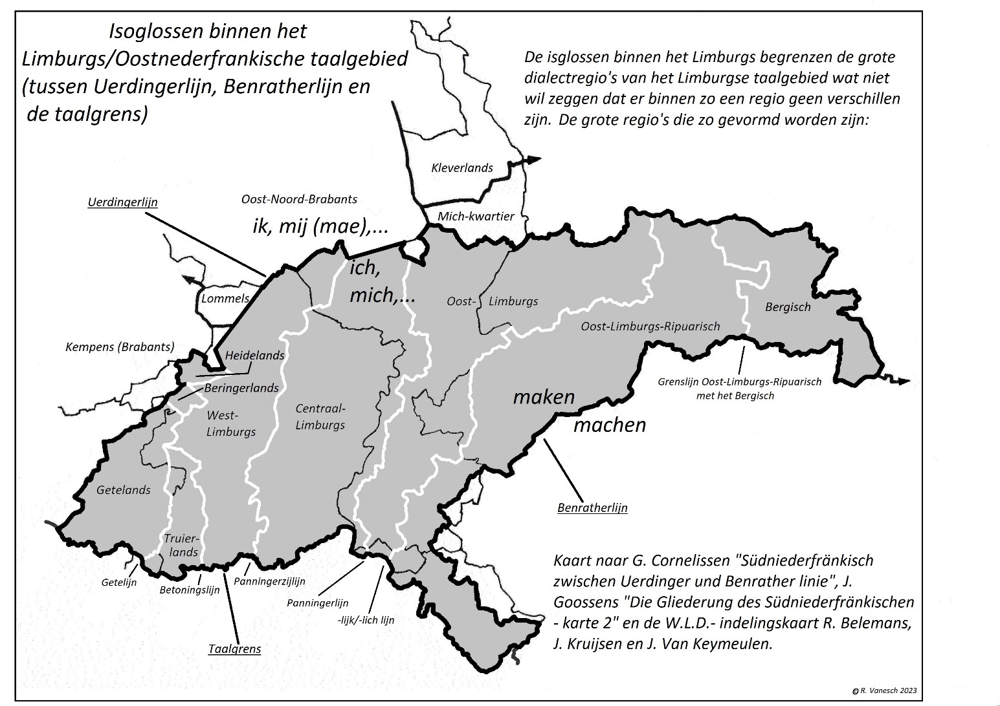 Isoglossen binnen het
Limburgs/Oostnederfrankische taalgebied
(tussen Uerdingerlijn, Benratherlijn en
de taalgrens)
De isglossen binnen het Limburgs begrenzen de grote
dialectregio's van het Limburgse taalgebied wat niet
wil zeggen dat er binnen zo een regio geen verschillen
zijn. De grote regio's die zo gevormd worden zijn:
Kleverlands
Uerdingerlijn
Oost-Noord-Brabants
ik, mij (mae),...
Mich-kwartier
ich,
mich,...
Lommels
Oost- Limburgs
Bergisch
Oost-Limburgs-Ripuarisch
Kempens (Brabants)
Heidelands
Beringerlands
Grenslijn Oost-Limburgs-Ripuarisch
met het Bergisch
maken
machen
West-
Limburgs
Centraal-
Limburgs
Getelands
Benratherlijn
Truier-
lands
Getelijn
Betoningslijn
Panningerzijlijn
Panningerlijn
-lijk/-lich lijn
Taalgrens
Kaart naar G. Cornelissen "Südniederfränkisch
zwischen Uerdinger und Benrather linie", J.
Goossens "Die Gliederung des Südniederfränkischen
- karte 2" en de W.L.D.- indelingskaart R. Belemans,
J. Kruijsen en J. Van Keymeulen.
© R. Vanesch 2023